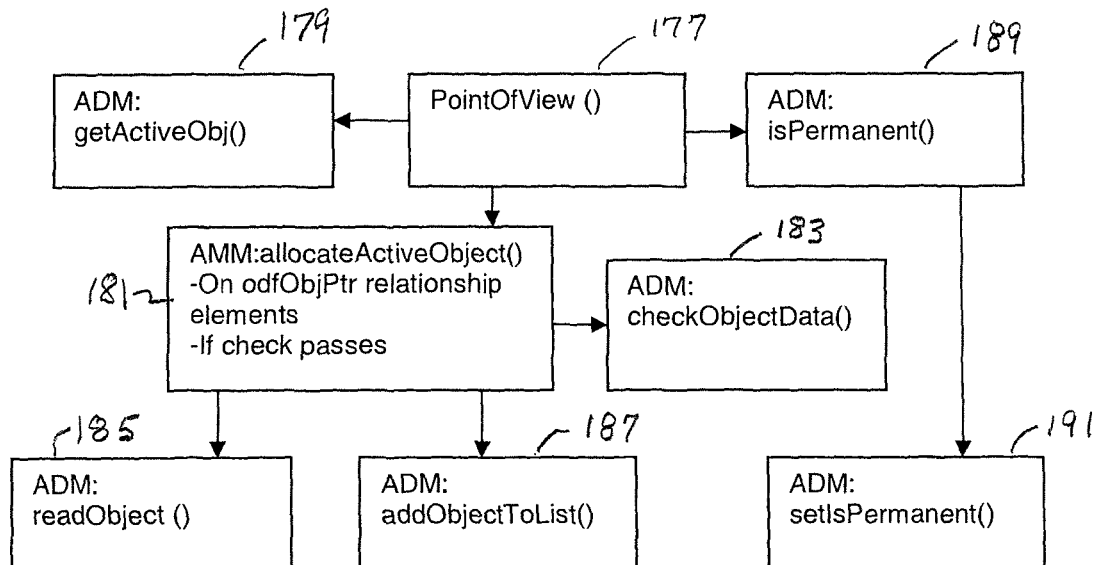 179
177
189
ADM:
getActiveObj()
PointOfView ()
ADM:
isPermanent()
181
AMM:allocateActiveObject()
-On odfObjPtr relationship
elements
-If check passes
183
ADM:
checkObjectData()
185
ADM:
readObject ()
187
ADM:
addObjectToList()
191
ADM:
setIsPermanent()